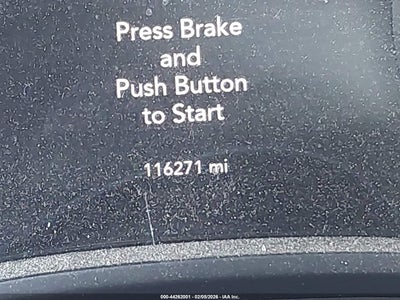 Press Brake
and
Push Button
to Start
116271 mi
000-44262001 - 02/09/2026 - IAA Inc.